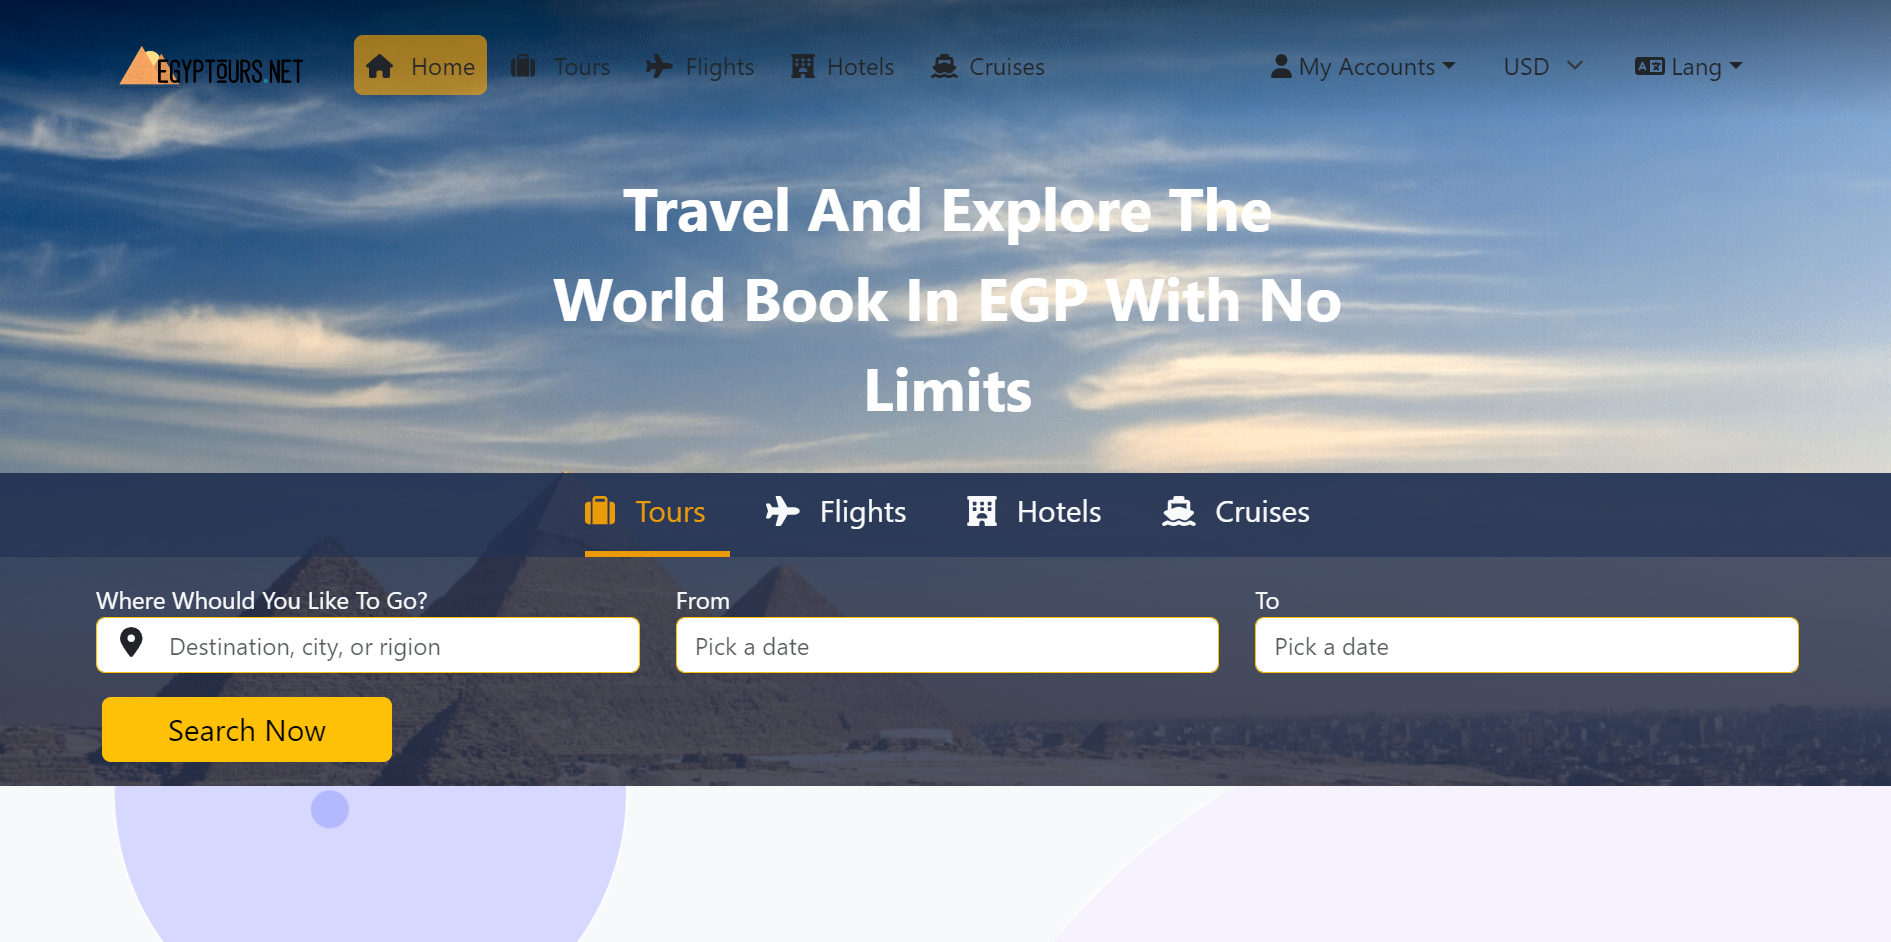 EGYPTOURS.NET
Home
Tours
Flights
Hotels
Cruises
My Accounts
USD
Lang
Travel And Explore The
World Book In EGP With No
Limits
Tours
Flights
Hotels
Cruises
Where Whould You Like To Go?
From
To
Destination, city, or rigion
Pick a date
Pick a date
Search Now